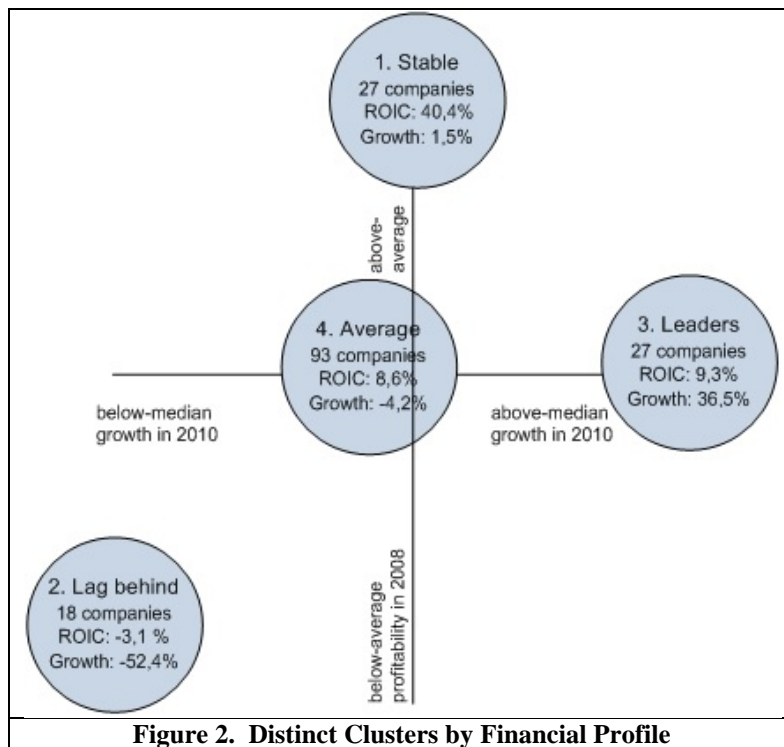 1. Stable
27 companies
ROIC: 40,4%
Growth: 1,5%
above-
average
4. Average
93 companies
ROIC: 8,6%
Growth: -4,2%
3. Leaders
27 companies
ROIC: 9,3%
Growth: 36,5%
below-median
growth in 2010
above-median
growth in 2010
2. Lag behind
18 companies
ROIC: -3,1 %
Growth: -52,4%
below-average
profitability in 2008
Figure 2. Distinct Clusters by Financial Profile